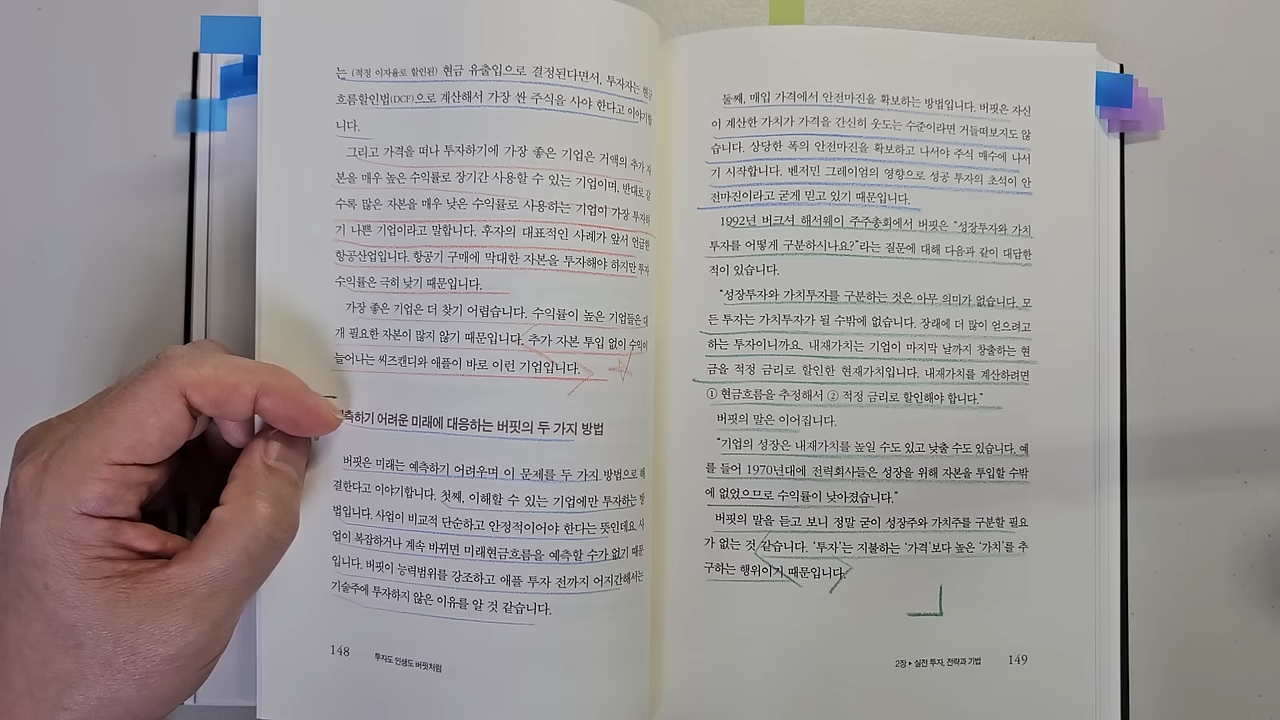 는 (적정 이자율로 할인된) 현금 유출입으로 결정된다면서, 투자자는 현금
흐름할인법(DCF)으로 계산해서 가장 싼 주식을 사야 한다고 이야기합
니다.
그리고 가격을 떠나 투자하기에 가장 좋은 기업은 거액의 추가 자
본을 매우 높은 수익률로 장기간 사용할 수 있는 기업이며, 반대로 갈
수록 많은 자본을 매우 낮은 수익률로 사용하는 기업이 가장 투자하
기 나쁜 기업이라고 말합니다. 후자의 대표적인 사례가 앞서 언급한
항공산업입니다. 항공기 구매에 막대한 자본을 투자해야 하지만 투자
수익률은 극히 낮기 때문입니다.
가장 좋은 기업은 더 찾기 어렵습니다. 수익률이 높은 기업들은 대
개 필요한 자본이 많지 않기 때문입니다. 추가 자본 투입 없이 수익이
늘어나는 씨즈캔디와 애플이 바로 이런 기업입니다.
예측하기 어려운 미래에 대응하는 버핏의 두 가지 방법
버핏은 미래는 예측하기 어려우며 이 문제를 두 가지 방법으로 해
결한다고 이야기합니다. 첫째, 이해할 수 있는 기업에만 투자하는 방
법입니다. 사업이 비교적 단순하고 안정적이어야 한다는 뜻인데요. 사
업이 복잡하거나 계속 바뀌면 미래현금흐름을 예측할 수가 없기 때문
입니다. 버핏이 능력범위를 강조하고 애플 투자 전까지 어지간해서는
기술주에 투자하지 않은 이유를 알 것 같습니다.
148 투자도 인생도 버핏처럼
둘째, 매입 가격에서 안전마진을 확보하는 방법입니다. 버핏은 자신
이 계산한 가치가 가격을 간신히 웃도는 수준이라면 거들떠보지도 않
습니다. 상당한 폭의 안전마진을 확보하고 나서야 주식 매수에 나서
기 시작합니다. 벤저민 그레이엄의 영향으로 성공 투자의 초석이 안
전마진이라고 굳게 믿고 있기 때문입니다.
1992년 버크셔 해서웨이 주주총회에서 버핏은 “성장투자와 가치
투자를 어떻게 구분하시나요?”라는 질문에 대해 다음과 같이 대답한
적이 있습니다.
“성장투자와 가치투자를 구분하는 것은 아무 의미가 없습니다. 모
든 투자는 가치투자가 될 수밖에 없습니다. 장래에 더 많이 얻으려고
하는 투자이니까요. 내재가치는 기업이 마지막 날까지 창출하는 현
금을 적정 금리로 할인한 현재가치입니다. 내재가치를 계산하려면
① 현금흐름을 추정해서 ② 적정 금리로 할인해야 합니다.”
버핏의 말은 이어집니다.
“기업의 성장은 내재가치를 높일 수도 있고 낮출 수도 있습니다. 예
를 들어 1970년대에 전력회사들은 성장을 위해 자본을 투입할 수밖
에 없었으므로 수익률이 낮아졌습니다.”
버핏의 말을 듣고 보니 정말 굳이 성장주와 가치주를 구분할 필요
가 없는 것 같습니다. ‘투자’는 지불하는 ‘가격’보다 높은 ‘가치’를 추
구하는 행위이기 때문입니다.
2장 ▸ 실전 투자, 전략과 기법 149